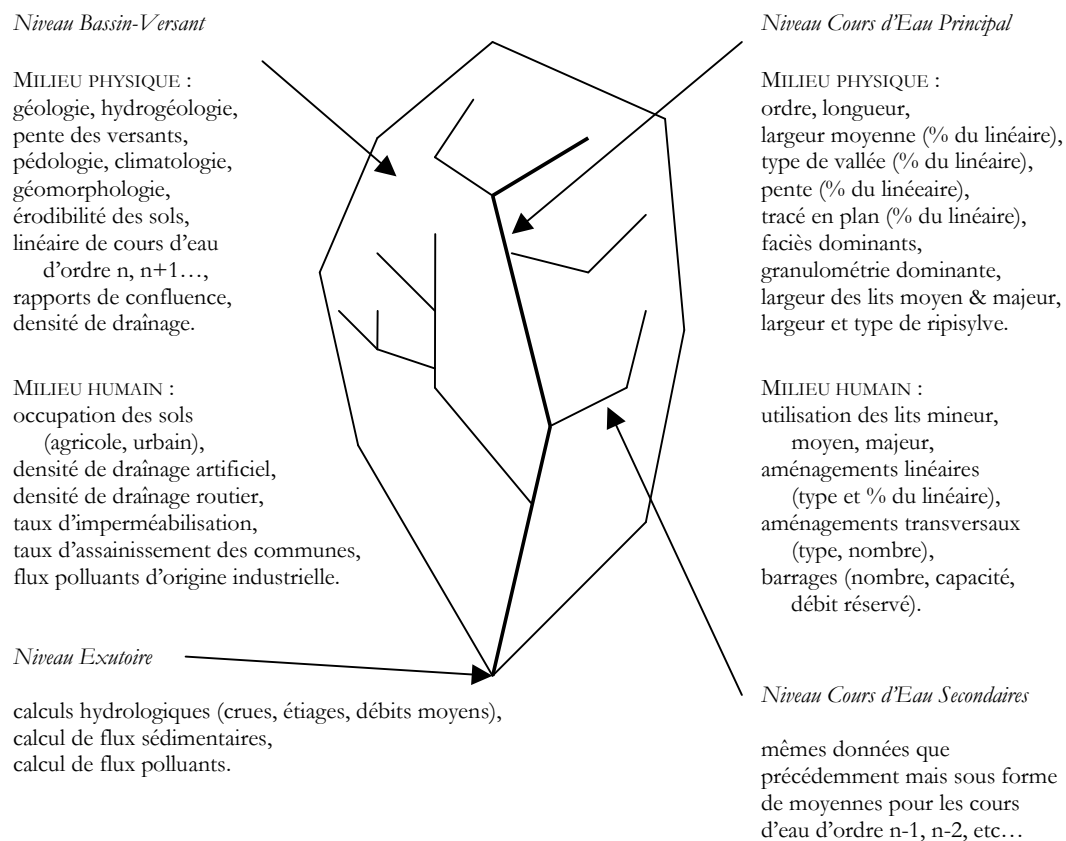 Niveau Bassin-Versant
MILIEU PHYSIQUE :
géologie, hydrogéologie,
pente des versants,
pédologie, climatologie,
géomorphologie,
érodibilité des sols,
linéaire de cours d'eau
d'ordre n, n+1…,
rapports de confluence,
densité de draînage.
MILIEU HUMAIN :
occupation des sols
(agricole, urbain),
densité de draînage artificiel,
densité de draînage routier,
taux d'imperméabilisation,
taux d'assainissement des communes,
flux polluants d'origine industrielle.
Niveau Exutoire
calculs hydrologiques (crues, étiages, débits moyens),
calcul de flux sédimentaires,
calcul de flux polluants.
Niveau Cours d'Eau Principal
MILIEU PHYSIQUE :
ordre, longueur,
largeur moyenne (% du linéaire),
type de vallée (% du linéaire),
pente (% du linéeaire),
tracé en plan (% du linéaire),
faciès dominants,
granulométrie dominante,
largeur des lits moyen & majeur,
largeur et type de ripisylve.
MILIEU HUMAIN :
utilisation des lits mineur,
moyen, majeur,
aménagements linéaires
(type et % du linéaire),
aménagements transversaux
(type, nombre),
barrages (nombre, capacité,
débit réservé).
Niveau Cours d'Eau Secondaires
mêmes données que
précédemment mais sous forme
de moyennes pour les cours
d'eau d'ordre n-1, n-2, etc…